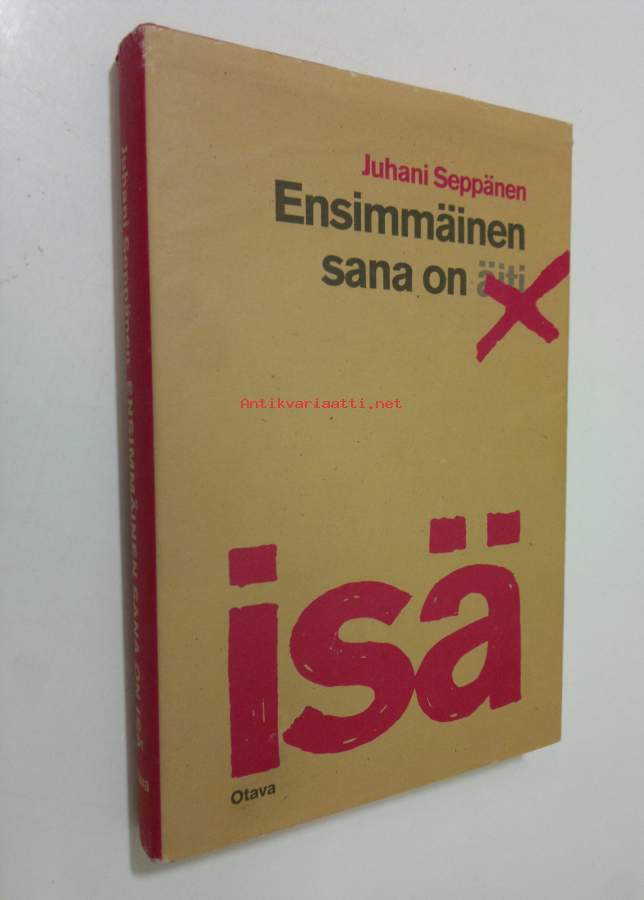 Juhani Seppänen
Ensimmäinen
sana on äiti
Antikvariaatti.net
isä
Otava
Juhani Seppänen ENSIMMÄINEN SANA ON ISÄ